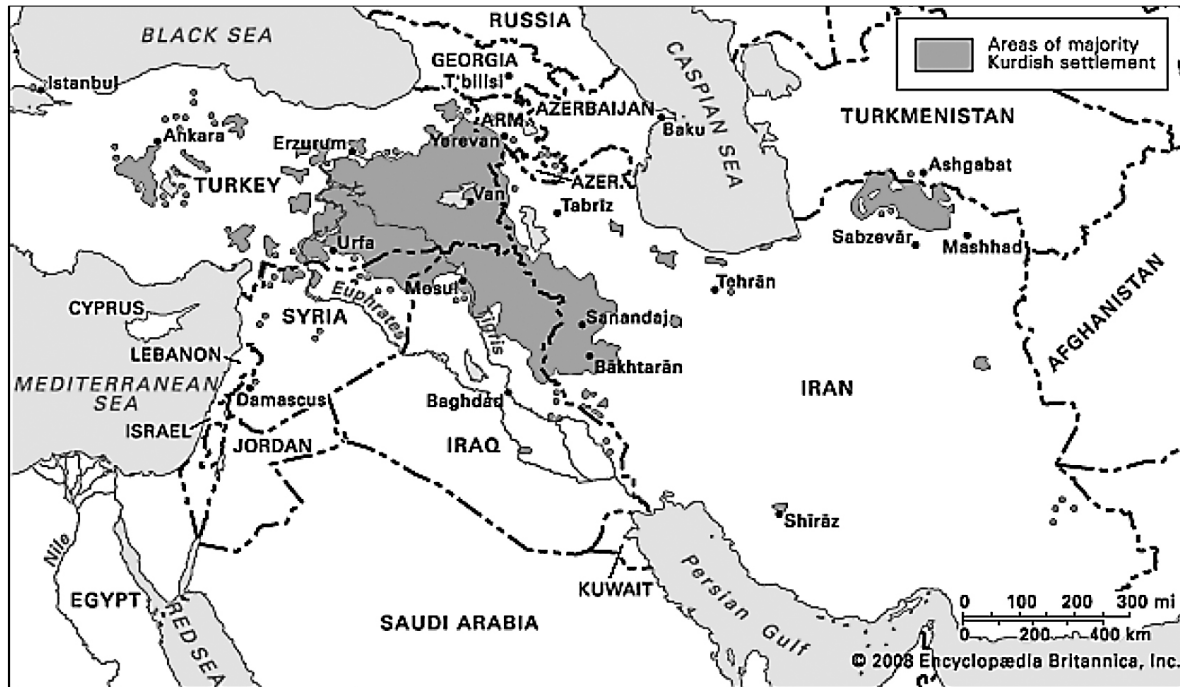 RUSSIA
BLACK SEA
Areas of majority
Kurdish settlement
GEORGIA
T'bilisi
CASPIAN SEA
Istanbul
AZERBAIJAN
ARM.
Baku
TURKMENISTAN
Ankara
Erzurum
Yerevan
TURKEY
AZER.
Ashgabat
Van
Tabrīz
Sabzevār
Mashhad
Urfa
Tehrān
Mosul
AFGHANISTAN
CYPRUS
SYRIA
Euphrates
Tigris
Sanandaj
LEBANON
Bākhtarān
MEDITERRANEAN
SEA
IRAN
Damascus
Baghdād
ISRAEL
JORDAN
IRAQ
Shīrāz
Nile
KUWAIT
EGYPT
RED SEA
SAUDI ARABIA
Persian Gulf
0 100 200 300 mi
0 200 400 km
© 2008 Encyclopædia Britannica, Inc.